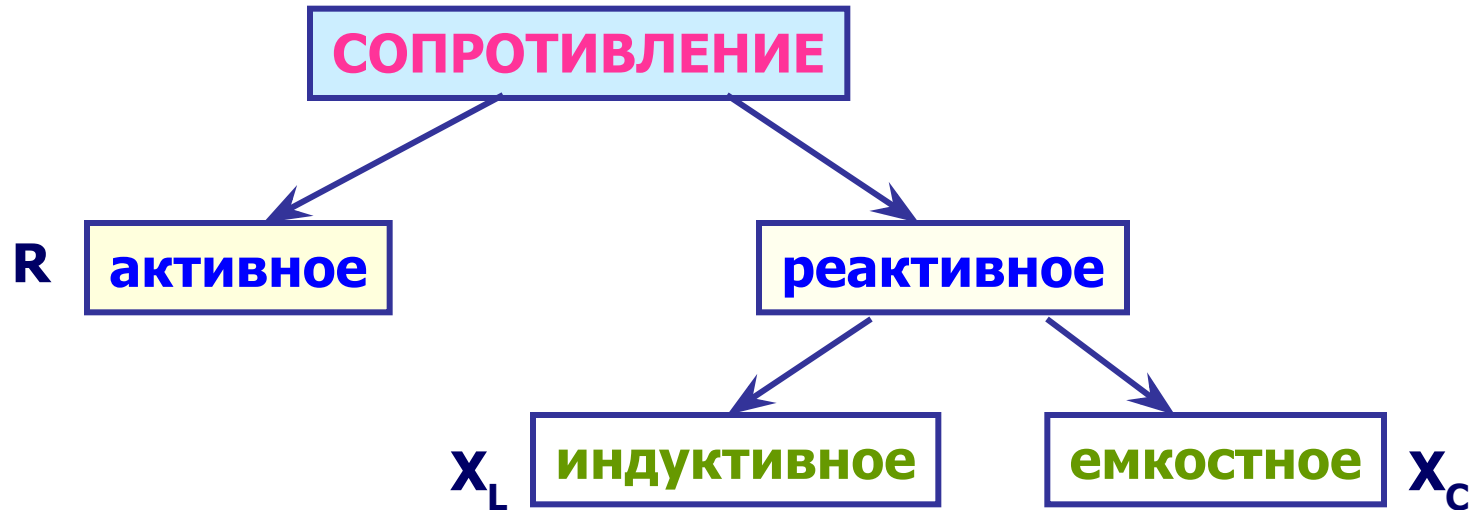 СОПРОТИВЛЕНИЕ
R активное
реактивное
XL индуктивное
емкостное XC